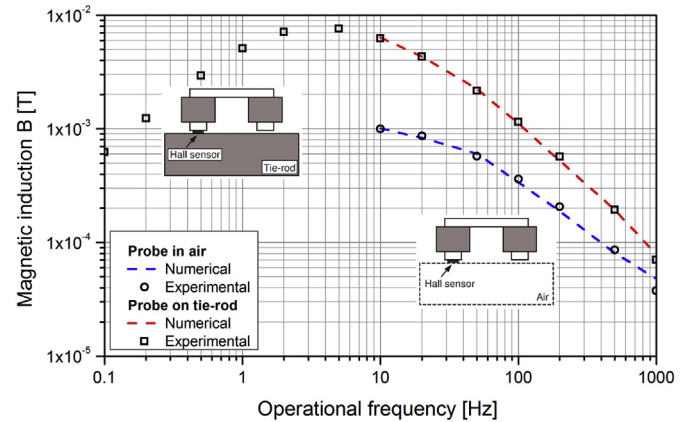 1x10⁻²
1x10⁻³
1x10⁻⁴
1x10⁻⁵
Magnetic induction B [T]
Hall sensor
Tie-rod
Hall sensor
Air
Probe in air
Numerical
Experimental
Probe on tie-rod
Numerical
Experimental
0.1 1 10 100 1000
Operational frequency [Hz]